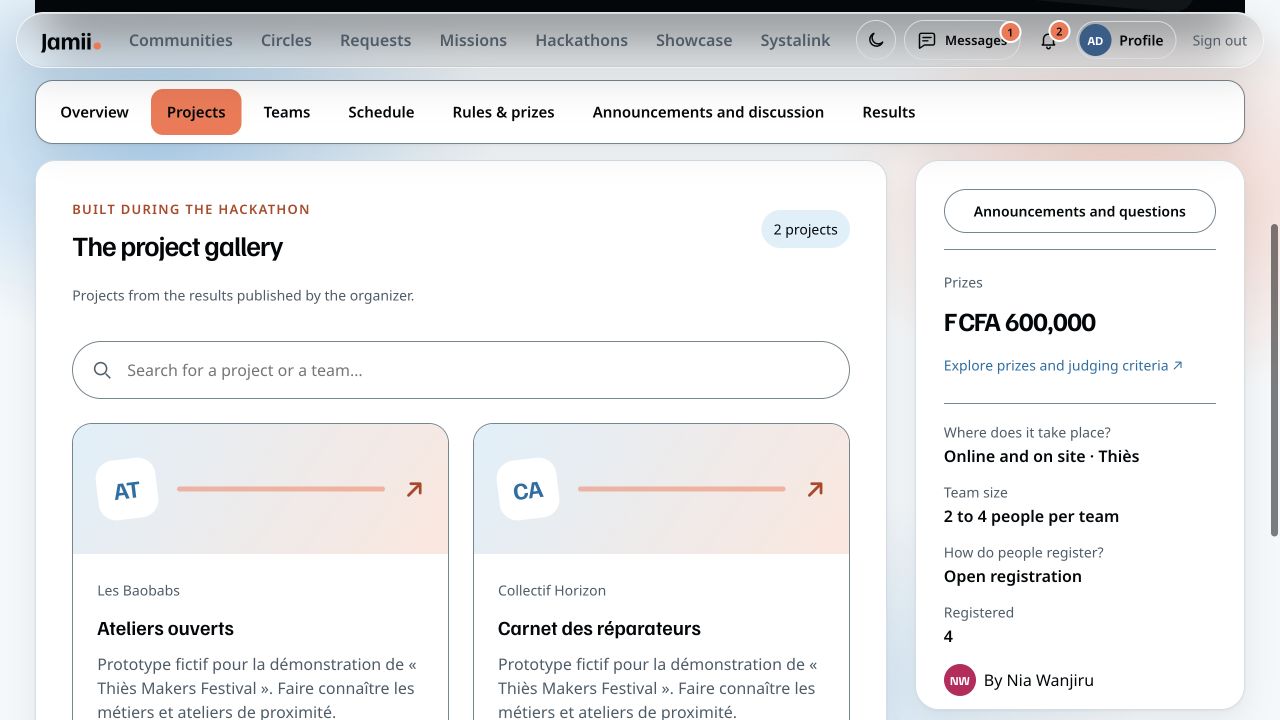 Jamii.
Communities
Circles
Requests
Missions
Hackathons
Showcase
Systalink
Messages
1
2
AD
Profile
Sign out
Overview
Projects
Teams
Schedule
Rules & prizes
Announcements and discussion
Results
BUILT DURING THE HACKATHON
The project gallery
2 projects
Projects from the results published by the organizer.
Search for a project or a team...
AT
Les Baobabs
Ateliers ouverts
Prototype fictif pour la démonstration de «
Thiès Makers Festival ». Faire connaître les
métiers et ateliers de proximité.
CA
Collectif Horizon
Carnet des réparateurs
Prototype fictif pour la démonstration de «
Thiès Makers Festival ». Faire connaître les
métiers et ateliers de proximité.
Announcements and questions
Prizes
FCFA 600,000
Explore prizes and judging criteria ↗
Where does it take place?
Online and on site · Thiès
Team size
2 to 4 people per team
How do people register?
Open registration
Registered
4
NW
By Nia Wanjiru